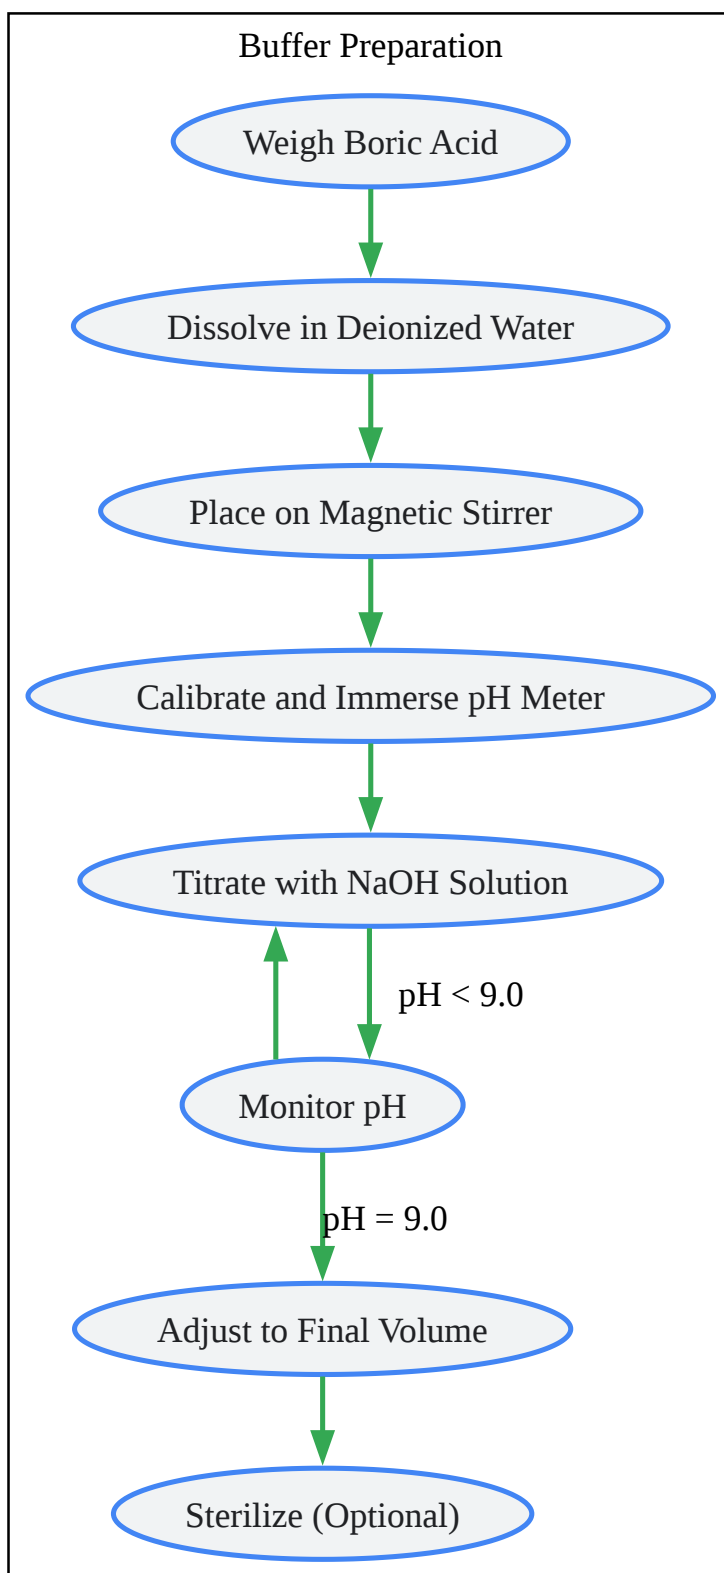 Buffer Preparation
Weigh Boric Acid
Dissolve in Deionized Water
Place on Magnetic Stirrer
Calibrate and Immerse pH Meter
Titrate with NaOH Solution
pH < 9.0
Monitor pH
pH = 9.0
Adjust to Final Volume
Sterilize (Optional)